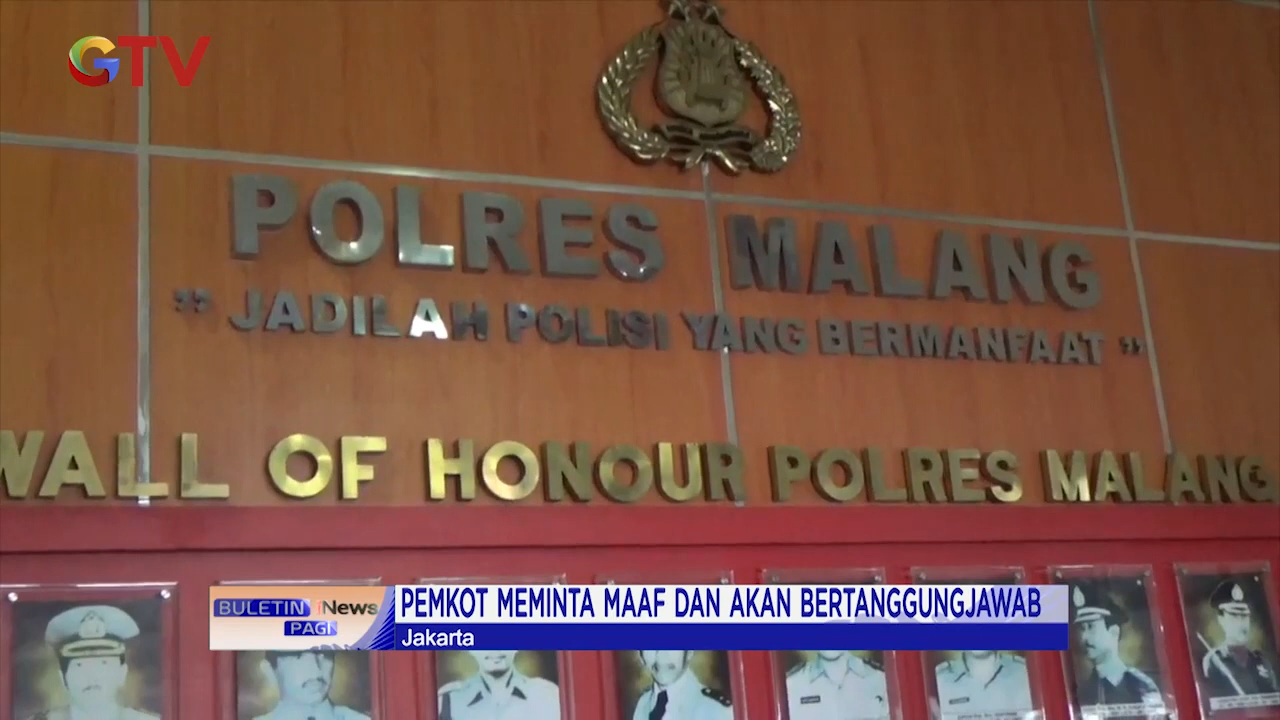 GTV
POLRES MALANG
" JADILAH POLISI YANG BERMANFAAT "
WALL OF HONOUR POLRES MALANG
BULETIN iNews
PAGI
PEMKOT MEMINTA MAAF DAN AKAN BERTANGGUNGJAWAB
Jakarta